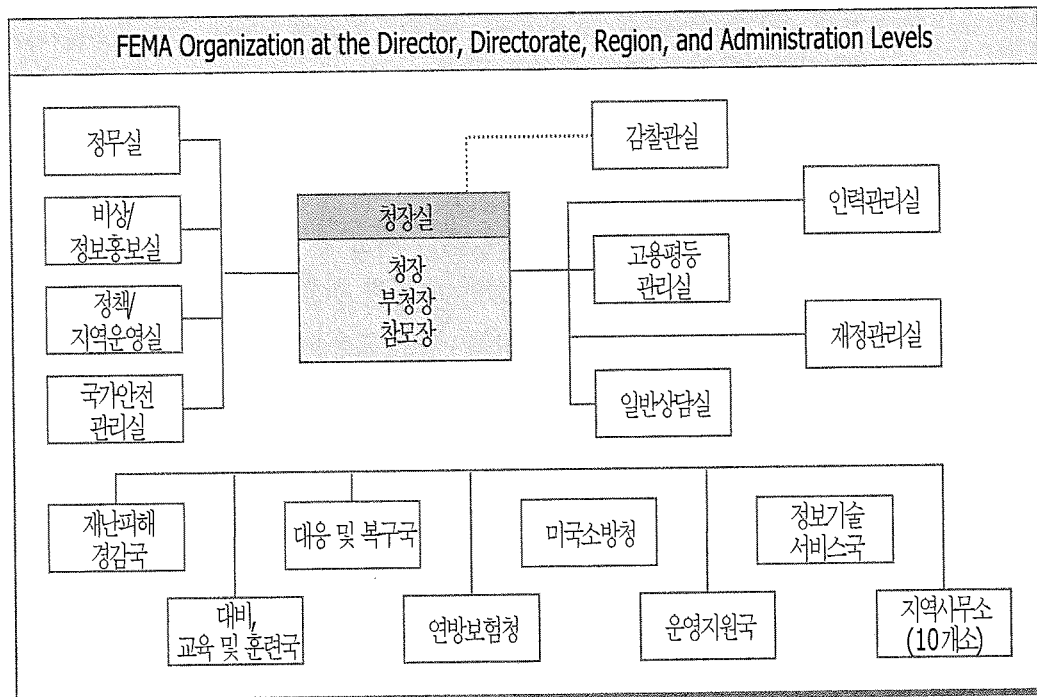 FEMA Organization at the Director, Directorate, Region, and Administration Levels
정무실
비상/
정보홍보실
정책/
지역운영실
국가안전
관리실
청장실
청장
부청장
참모장
감찰관실
인력관리실
고용평등
관리실
재정관리실
일반상담실
재난피해
경감국
대응 및 복구국
미국소방청
정보기술
서비스국
대비,
교육 및 훈련국
연방보험청
운영지원국
지역사무소
(10개소)